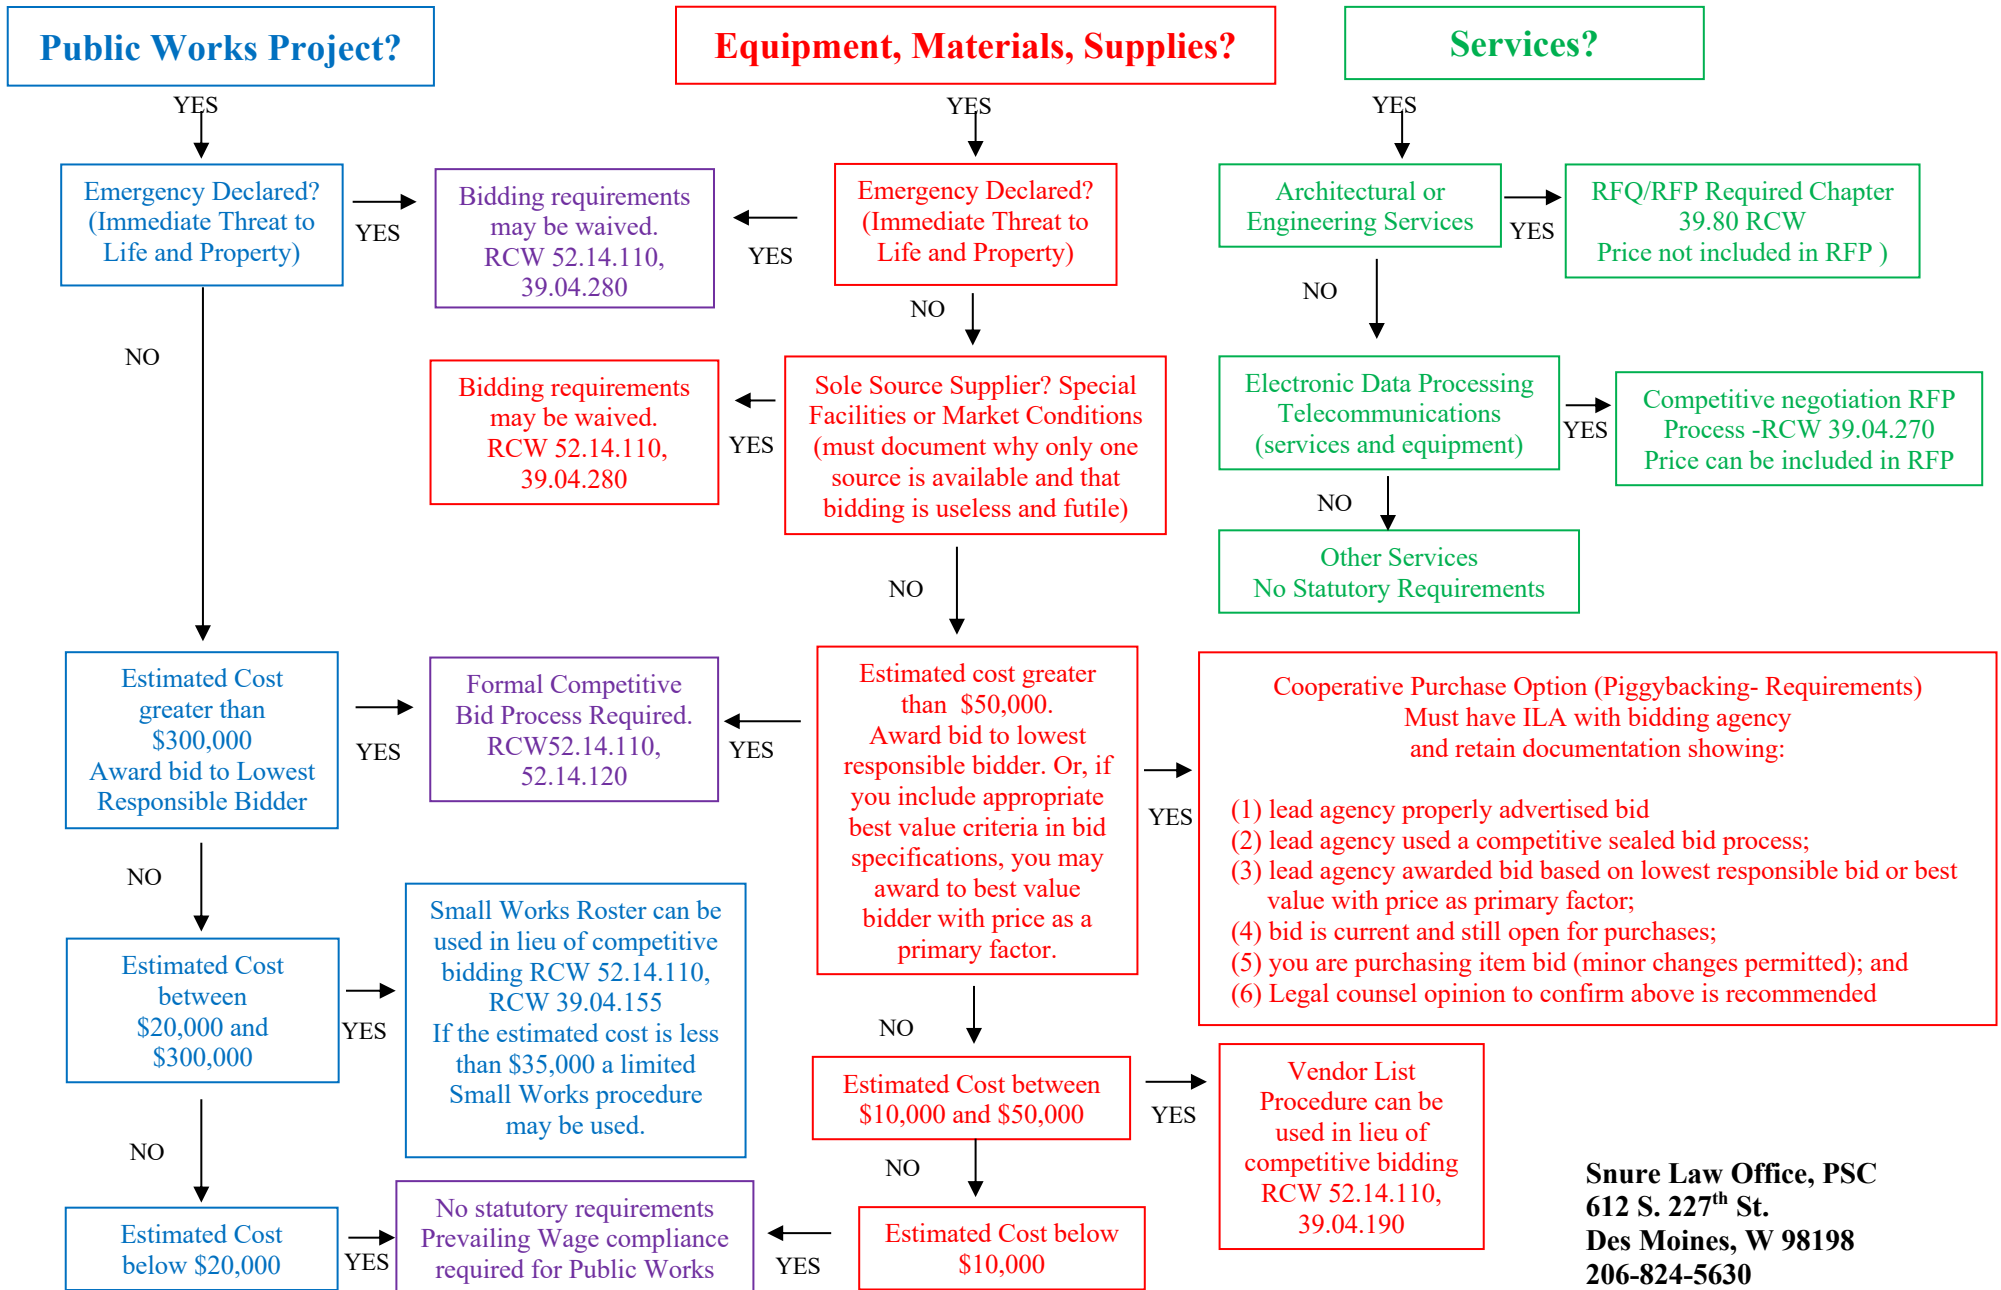 Public Works Project?
Equipment, Materials, Supplies?
Services?
YES
YES
YES
Emergency Declared?
(Immediate Threat to
Life and Property)
YES
Bidding requirements
may be waived.
RCW 52.14.110,
39.04.280
YES
Emergency Declared?
(Immediate Threat to
Life and Property)
Architectural or
Engineering Services
YES
RFQ/RFP Required Chapter
39.80 RCW
Price not included in RFP )
NO
NO
NO
Bidding requirements
may be waived.
RCW 52.14.110,
39.04.280
YES
Sole Source Supplier? Special
Facilities or Market Conditions
(must document why only one
source is available and that
bidding is useless and futile)
Electronic Data Processing
Telecommunications
(services and equipment)
YES
Competitive negotiation RFP
Process -RCW 39.04.270
Price can be included in RFP
NO
NO
Other Services
No Statutory Requirements
Estimated Cost
greater than
$300,000
Award bid to Lowest
Responsible Bidder
YES
Formal Competitive
Bid Process Required.
RCW52.14.110,
52.14.120
YES
Estimated cost greater
than  $50,000.
Award bid to lowest
responsible bidder. Or, if
you include appropriate
best value criteria in bid
specifications, you may
award to best value
bidder with price as a
primary factor.
YES
Cooperative Purchase Option (Piggybacking- Requirements)
Must have ILA with bidding agency
and retain documentation showing:
(1) lead agency properly advertised bid
(2) lead agency used a competitive sealed bid process;
(3) lead agency awarded bid based on lowest responsible bid or best
value with price as primary factor;
(4) bid is current and still open for purchases;
(5) you are purchasing item bid (minor changes permitted); and
(6) Legal counsel opinion to confirm above is recommended
NO
NO
Estimated Cost
between
$20,000 and
$300,000
YES
Small Works Roster can be
used in lieu of competitive
bidding RCW 52.14.110,
RCW 39.04.155
If the estimated cost is less
than $35,000 a limited
Small Works procedure
may be used.
Estimated Cost between
$10,000 and $50,000
YES
Vendor List
Procedure can be
used in lieu of
competitive bidding
RCW 52.14.110,
39.04.190
NO
NO
Estimated Cost
below $20,000
YES
No statutory requirements
Prevailing Wage compliance
required for Public Works
YES
Estimated Cost below
$10,000
Snure Law Office, PSC
612 S. 227th St.
Des Moines, W 98198
206-824-5630